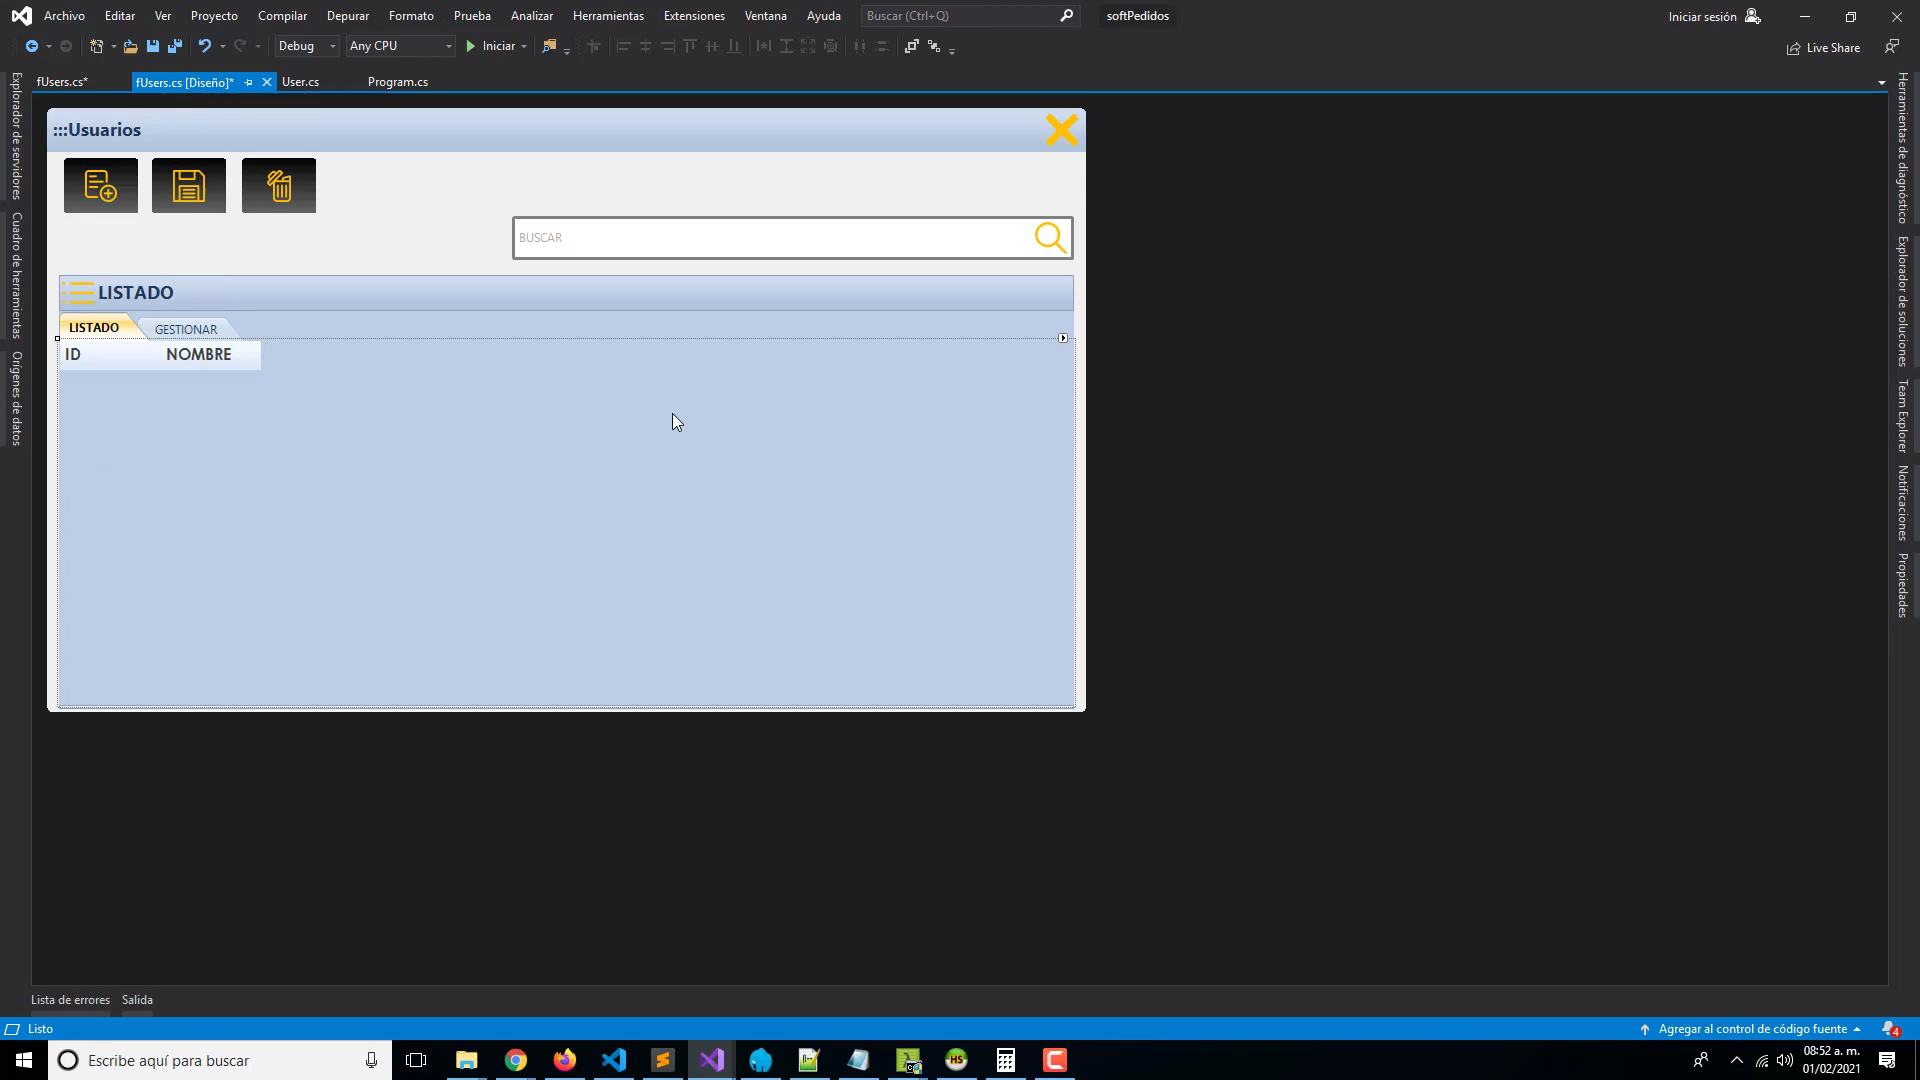 Archivo Editar Ver Proyecto Compilar Depurar Formato Prueba Analizar Herramientas Extensiones Ventana Ayuda Buscar (Ctrl+Q) softPedidos Iniciar sesión
Debug Any CPU Iniciar Live Share
fUsers.cs* fUsers.cs [Diseño]* User.cs Program.cs
Explorador de servidores
Cuadro de herramientas
Orígenes de datos
:::Usuarios
BUSCAR
LISTADO
LISTADO GESTIONAR
ID NOMBRE
Herramientas de diagnóstico
Explorador de soluciones
Team Explorer
Notificaciones
Propiedades
Lista de errores Salida
Listo Agregar al control de código fuente 4
Escribe aquí para buscar
HS
08:52 a. m.
01/02/2021